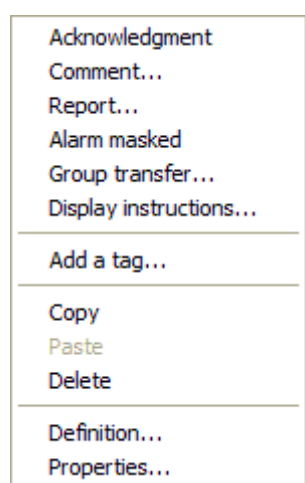 Acknowledgment
Comment...
Report...
Alarm masked
Group transfer...
Display instructions...
Add a tag...
Copy
Paste
Delete
Definition...
Properties...